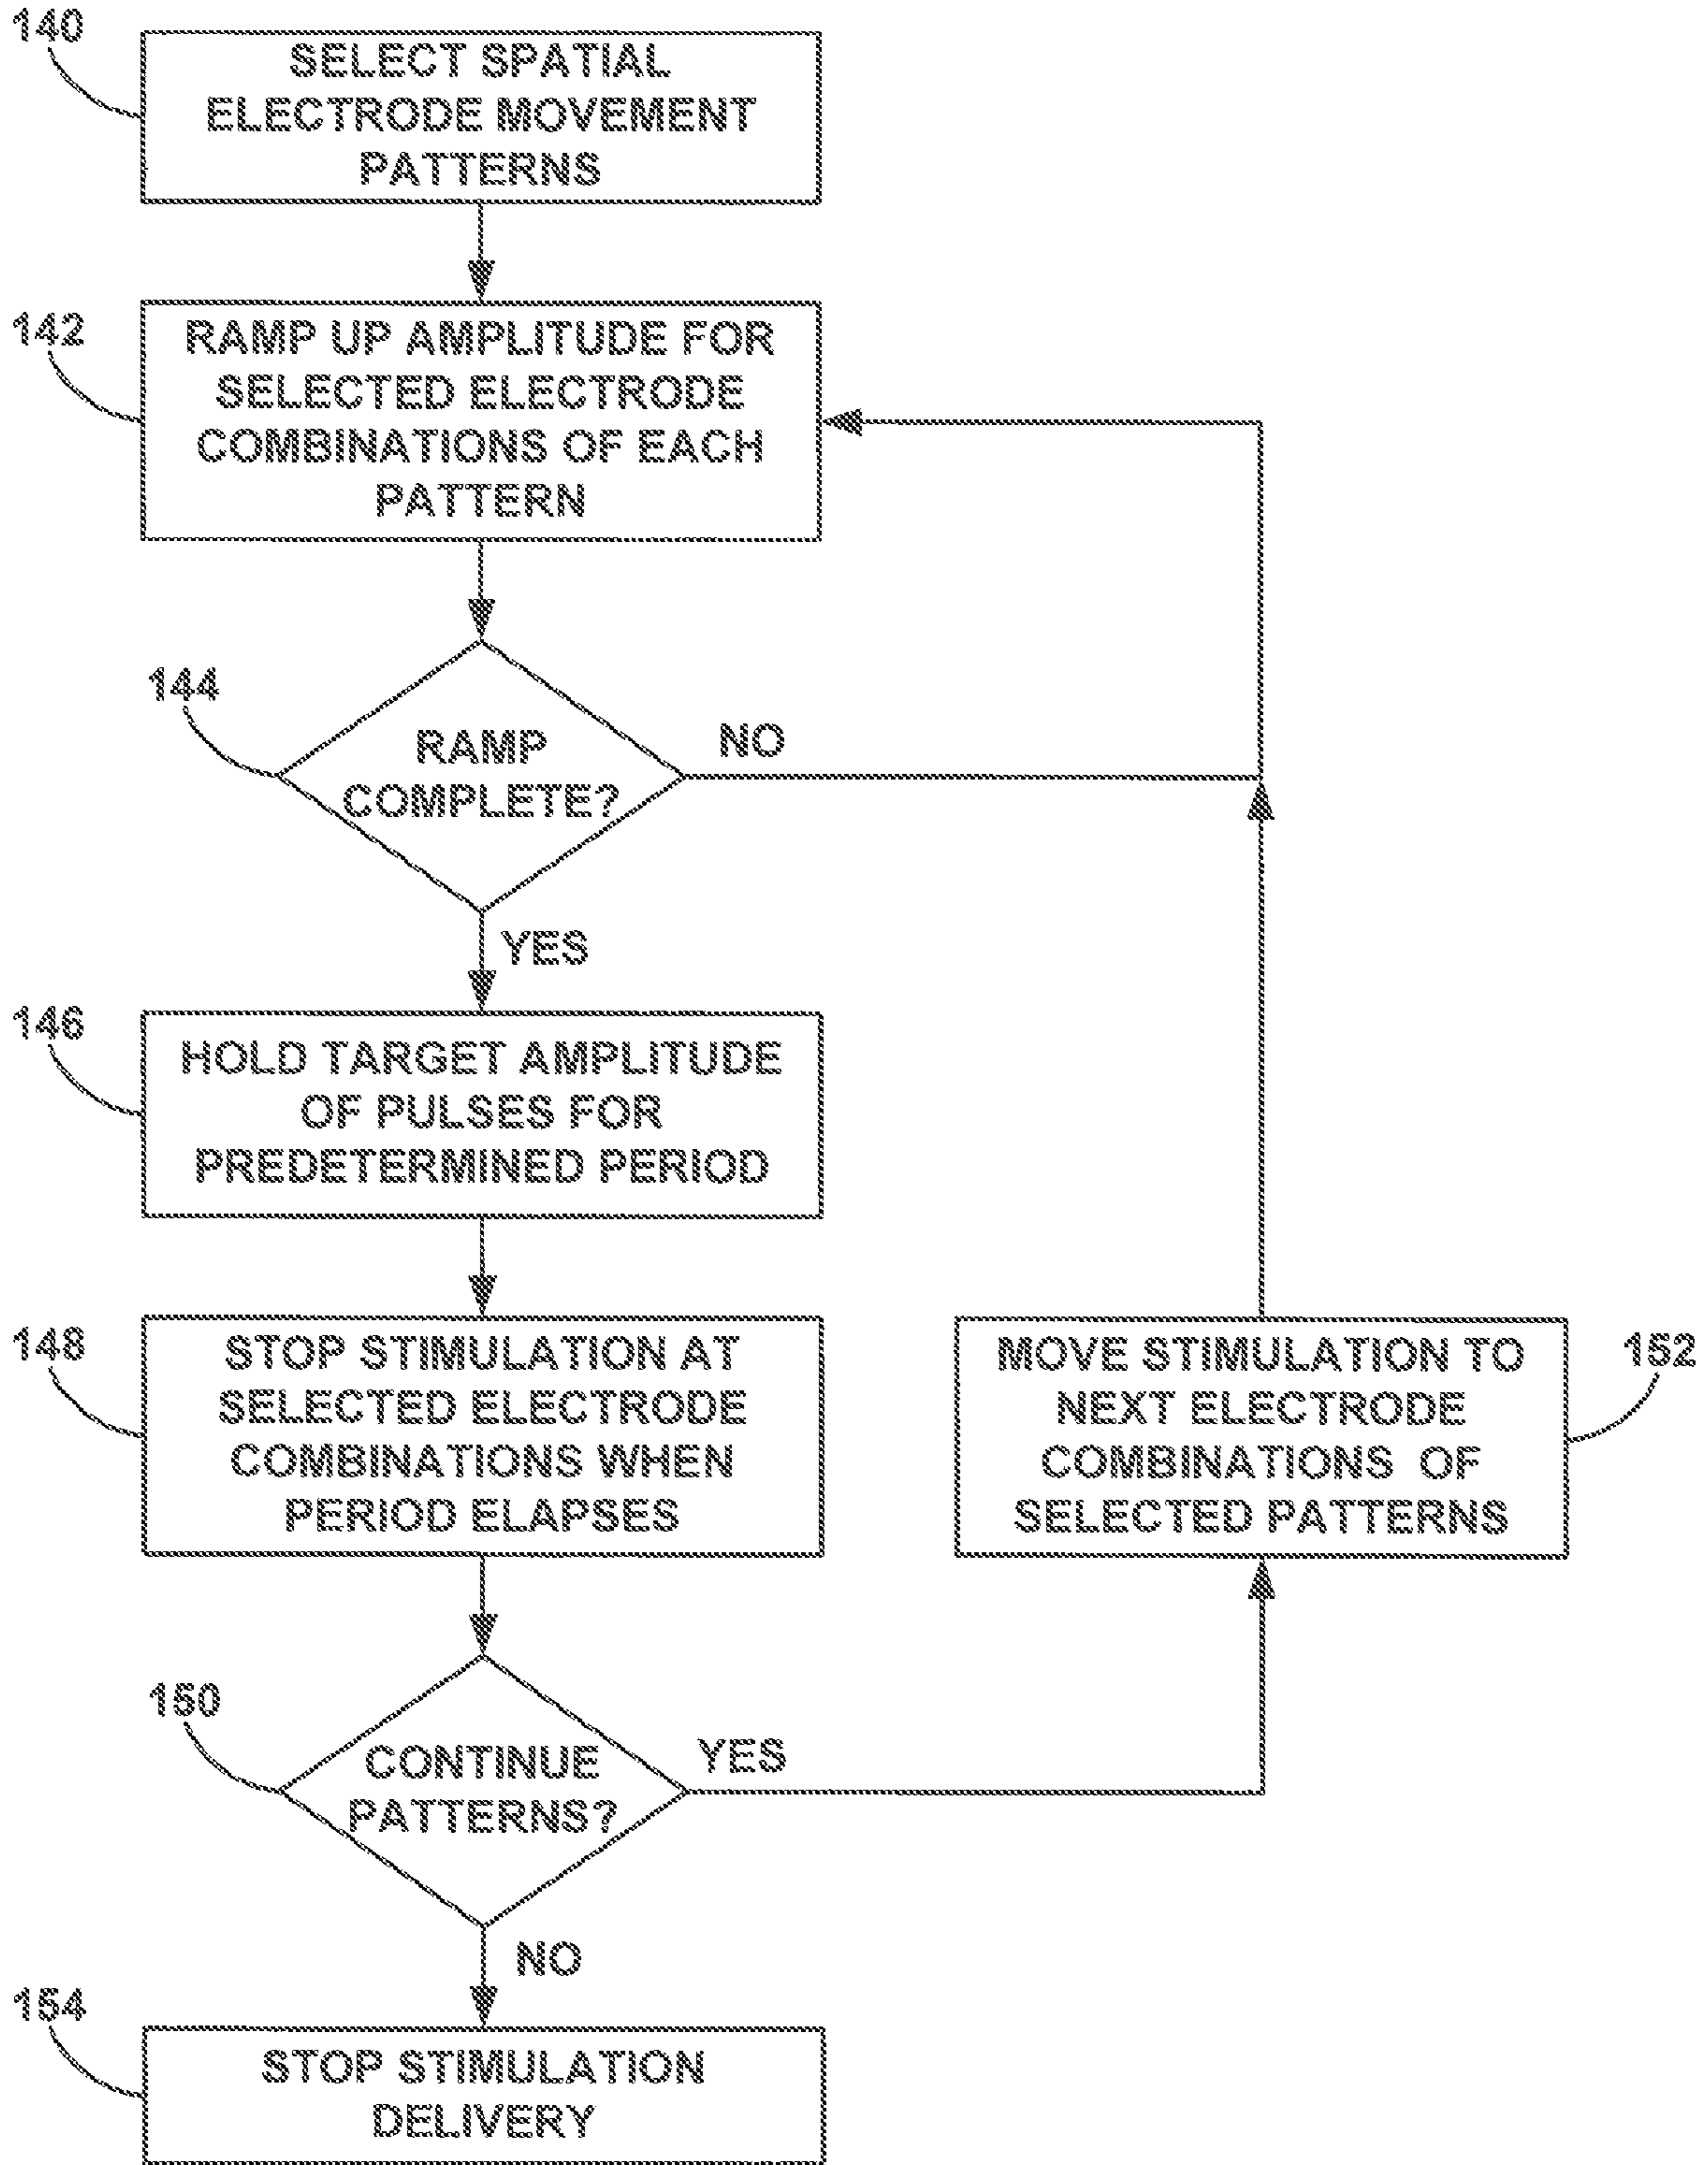 140
SELECT SPATIAL
ELECTRODE MOVEMENT
PATTERNS
142
RAMP UP AMPLITUDE FOR
SELECTED ELECTRODE
COMBINATIONS OF EACH
PATTERN
144
RAMP
COMPLETE?
NO
YES
146
HOLD TARGET AMPLITUDE
OF PULSES FOR
PREDETERMINED PERIOD
148
STOP STIMULATION AT
SELECTED ELECTRODE
COMBINATIONS WHEN
PERIOD ELAPSES
MOVE STIMULATION TO
NEXT ELECTRODE
COMBINATIONS OF
SELECTED PATTERNS
152
150
CONTINUE
PATTERNS?
YES
NO
154
STOP STIMULATION
DELIVERY